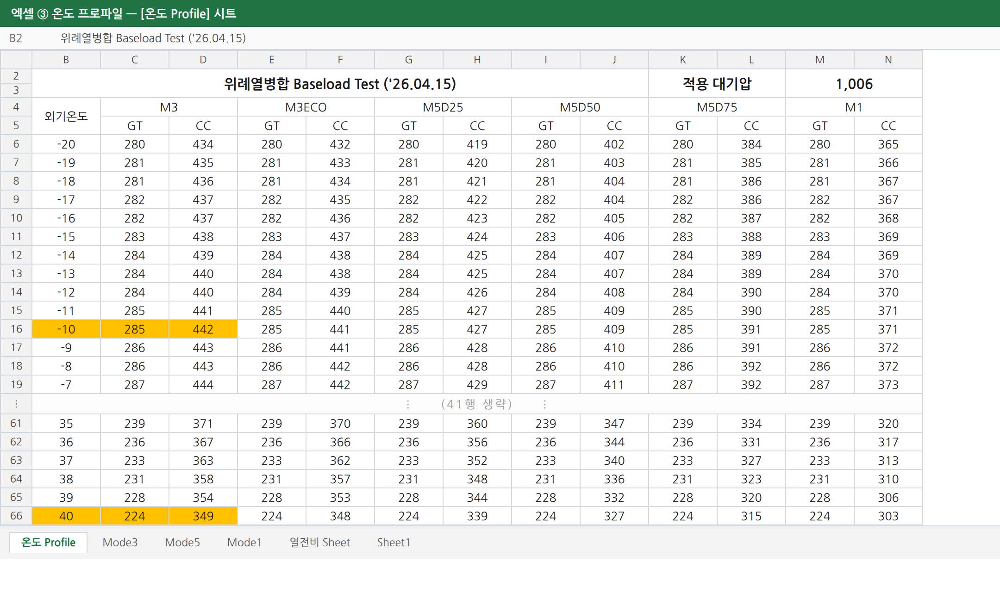 엑셀 ③ 온도 프로파일 — [온도 Profile] 시트
B2 위례열병합 Baseload Test ('26.04.15)
B C D E F G H I J K L M N
2 위례열병합 Baseload Test ('26.04.15) 적용 대기압 1,006
3
4 외기온도 M3 M3ECO M5D25 M5D50 M5D75 M1
5 GT CC GT CC GT CC GT CC GT CC GT CC
6 -20 280 434 280 432 280 419 280 402 280 384 280 365
7 -19 281 435 281 433 281 420 281 403 281 385 281 366
8 -18 281 436 281 434 281 421 281 404 281 386 281 367
9 -17 282 437 282 435 282 422 282 404 282 386 282 367
10 -16 282 437 282 436 282 423 282 405 282 387 282 368
11 -15 283 438 283 437 283 424 283 406 283 388 283 369
12 -14 284 439 284 438 284 425 284 407 284 389 284 369
13 -13 284 440 284 438 284 425 284 407 284 389 284 370
14 -12 284 440 284 439 284 426 284 408 284 390 284 370
15 -11 285 441 285 440 285 427 285 409 285 390 285 371
16 -10 285 442 285 441 285 427 285 409 285 391 285 371
17 -9 286 443 286 441 286 428 286 410 286 391 286 372
18 -8 286 443 286 442 286 428 286 410 286 392 286 372
19 -7 287 444 287 442 287 429 287 411 287 392 287 373
⋮ ⋮ (41행 생략) ⋮
61 35 239 371 239 370 239 360 239 347 239 334 239 320
62 36 236 367 236 366 236 356 236 344 236 331 236 317
63 37 233 363 233 362 233 352 233 340 233 327 233 313
64 38 231 358 231 357 231 348 231 336 231 323 231 310
65 39 228 354 228 353 228 344 228 332 228 320 228 306
66 40 224 349 224 348 224 339 224 327 224 315 224 303
온도 Profile Mode3 Mode5 Mode1 열전비 Sheet Sheet1